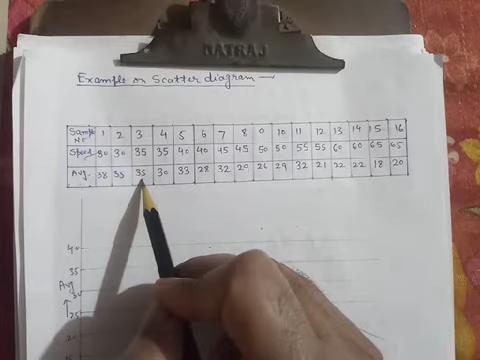 NATRAJ
Example on Scatter diagram
Sample Nº 1 2 3 4 5 6 7 8 9 10 11 12 13 14 15 16
Speed 30 30 35 35 40 40 45 45 50 50 55 55 60 60 65 65
Avg. 38 35 35 30 33 28 32 20 26 29 32 21 22 22 18 20
40
35
Avg
30
25
20
15